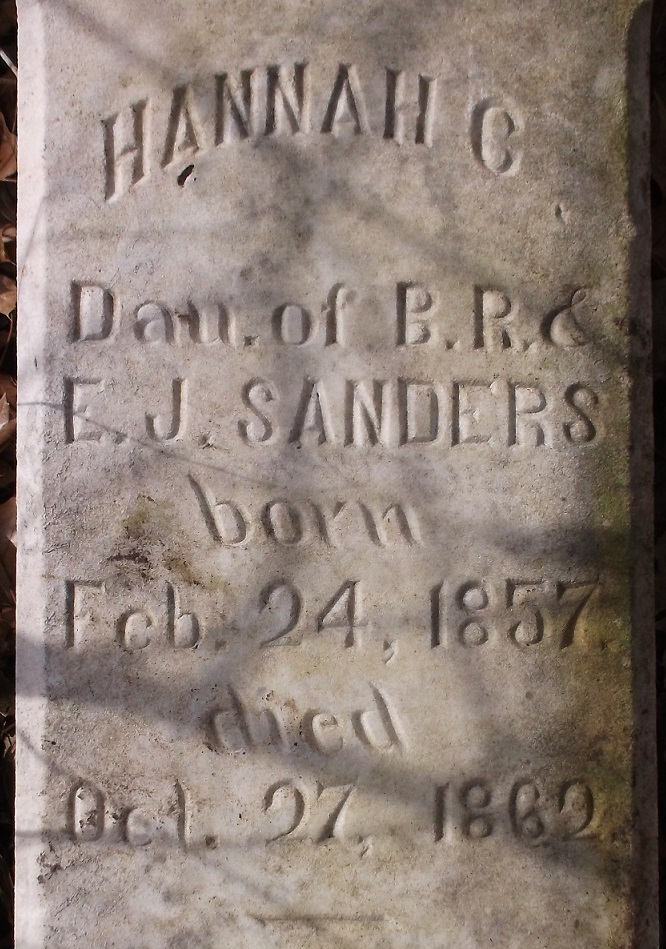 HANNAH C
Dau. of B. R. &
E. J. SANDERS
born
Feb. 24, 1857.
died
Oct. 27, 1862